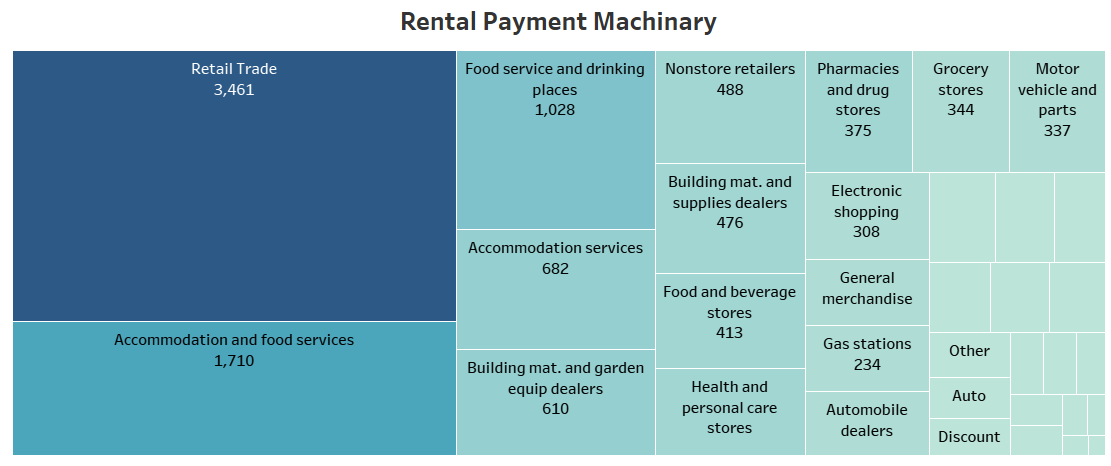 Rental Payment Machinary
Retail Trade
3,461
Accommodation and food services
1,710
Food service and drinking
places
1,028
Accommodation services
682
Building mat. and garden
equip dealers
610
Nonstore retailers
488
Building mat. and
supplies dealers
476
Food and beverage
stores
413
Health and
personal care
stores
Pharmacies
and drug
stores
375
Grocery
stores
344
Motor
vehicle and
parts
337
Electronic
shopping
308
General
merchandise
Gas stations
234
Automobile
dealers
Other
Auto
Discount